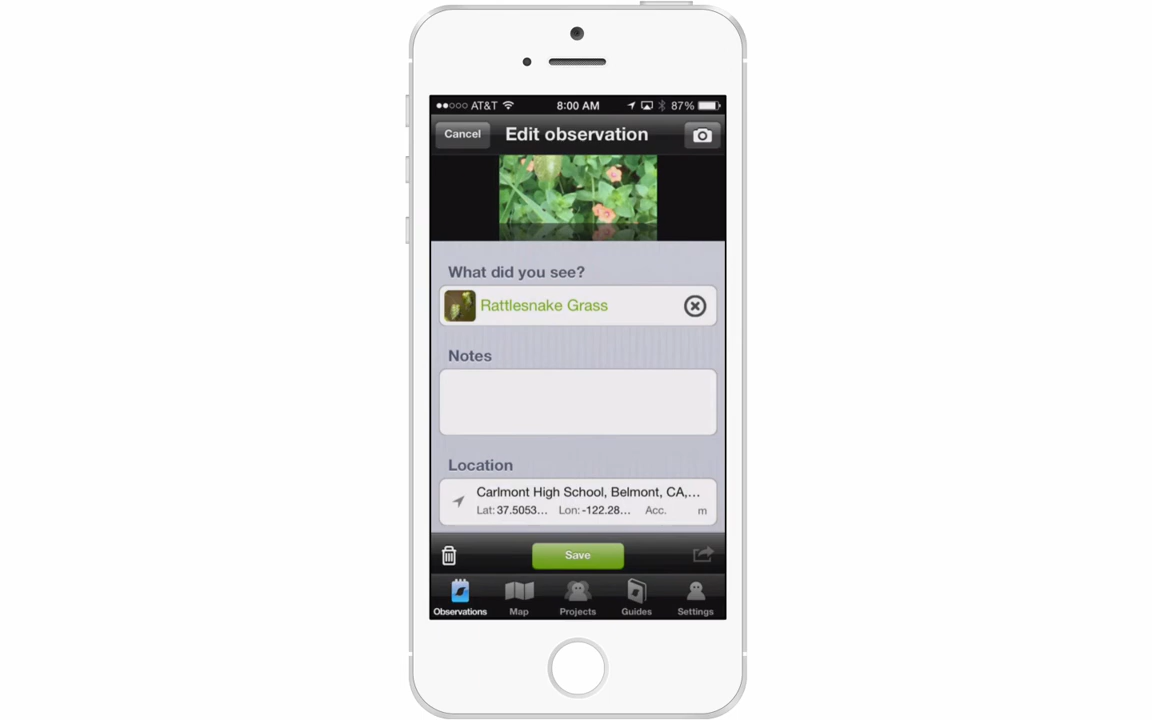 AT&T 8:00 AM 87%
Cancel Edit observation
What did you see?
Rattlesnake Grass
Notes
Location
Carlmont High School, Belmont, CA,...
Lat: 37.5053... Lon: -122.28... Acc. m
Save
Observations Map Projects Guides Settings